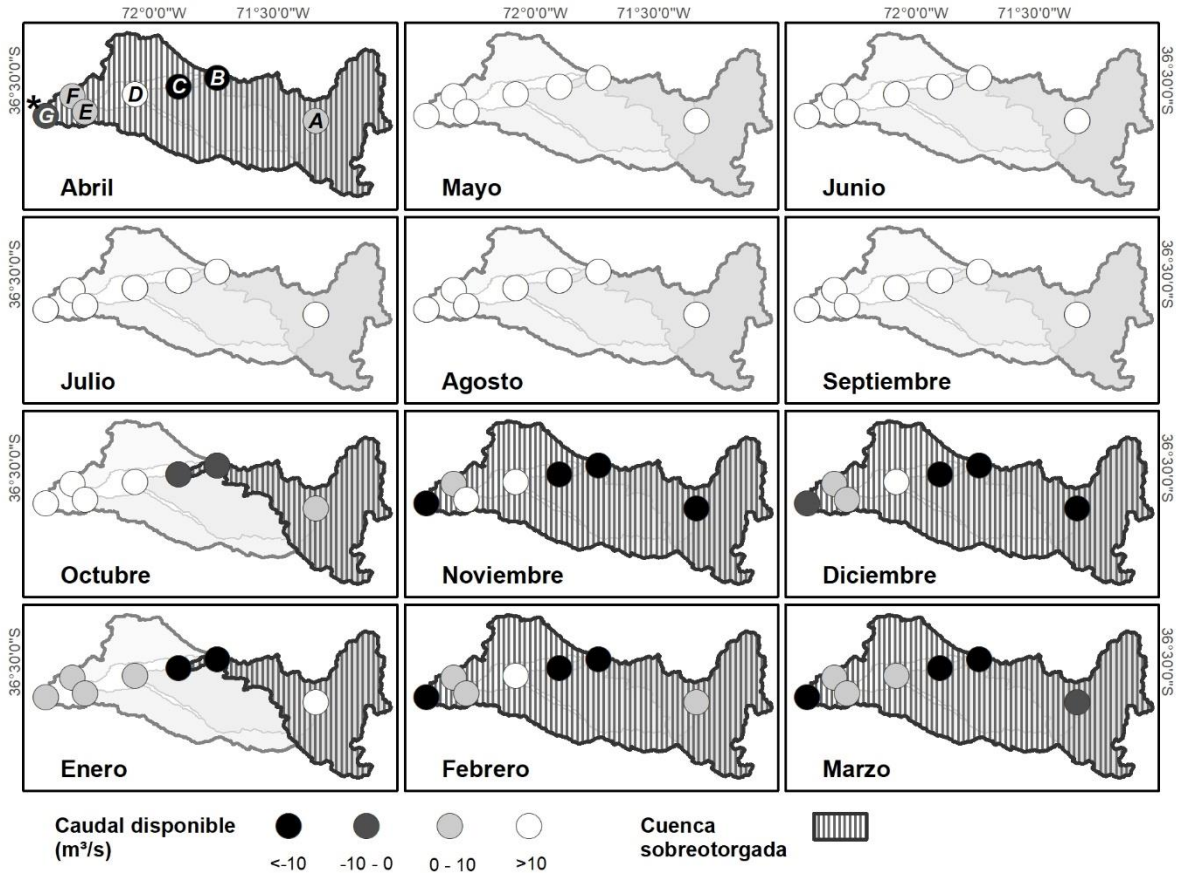 72°0'0"W 71°30'0"W 72°0'0"W 71°30'0"W 72°0'0"W 71°30'0"W
36°30'0"S
36°30'0"S
* G F E D C B A
Abril Mayo Junio
36°30'0"S
36°30'0"S
Julio Agosto Septiembre
36°30'0"S
36°30'0"S
Octubre Noviembre Diciembre
36°30'0"S
36°30'0"S
Enero Febrero Marzo
Caudal disponible
(m³/s)
<-10 -10 - 0 0 - 10 >10
Cuenca
sobreotorgada